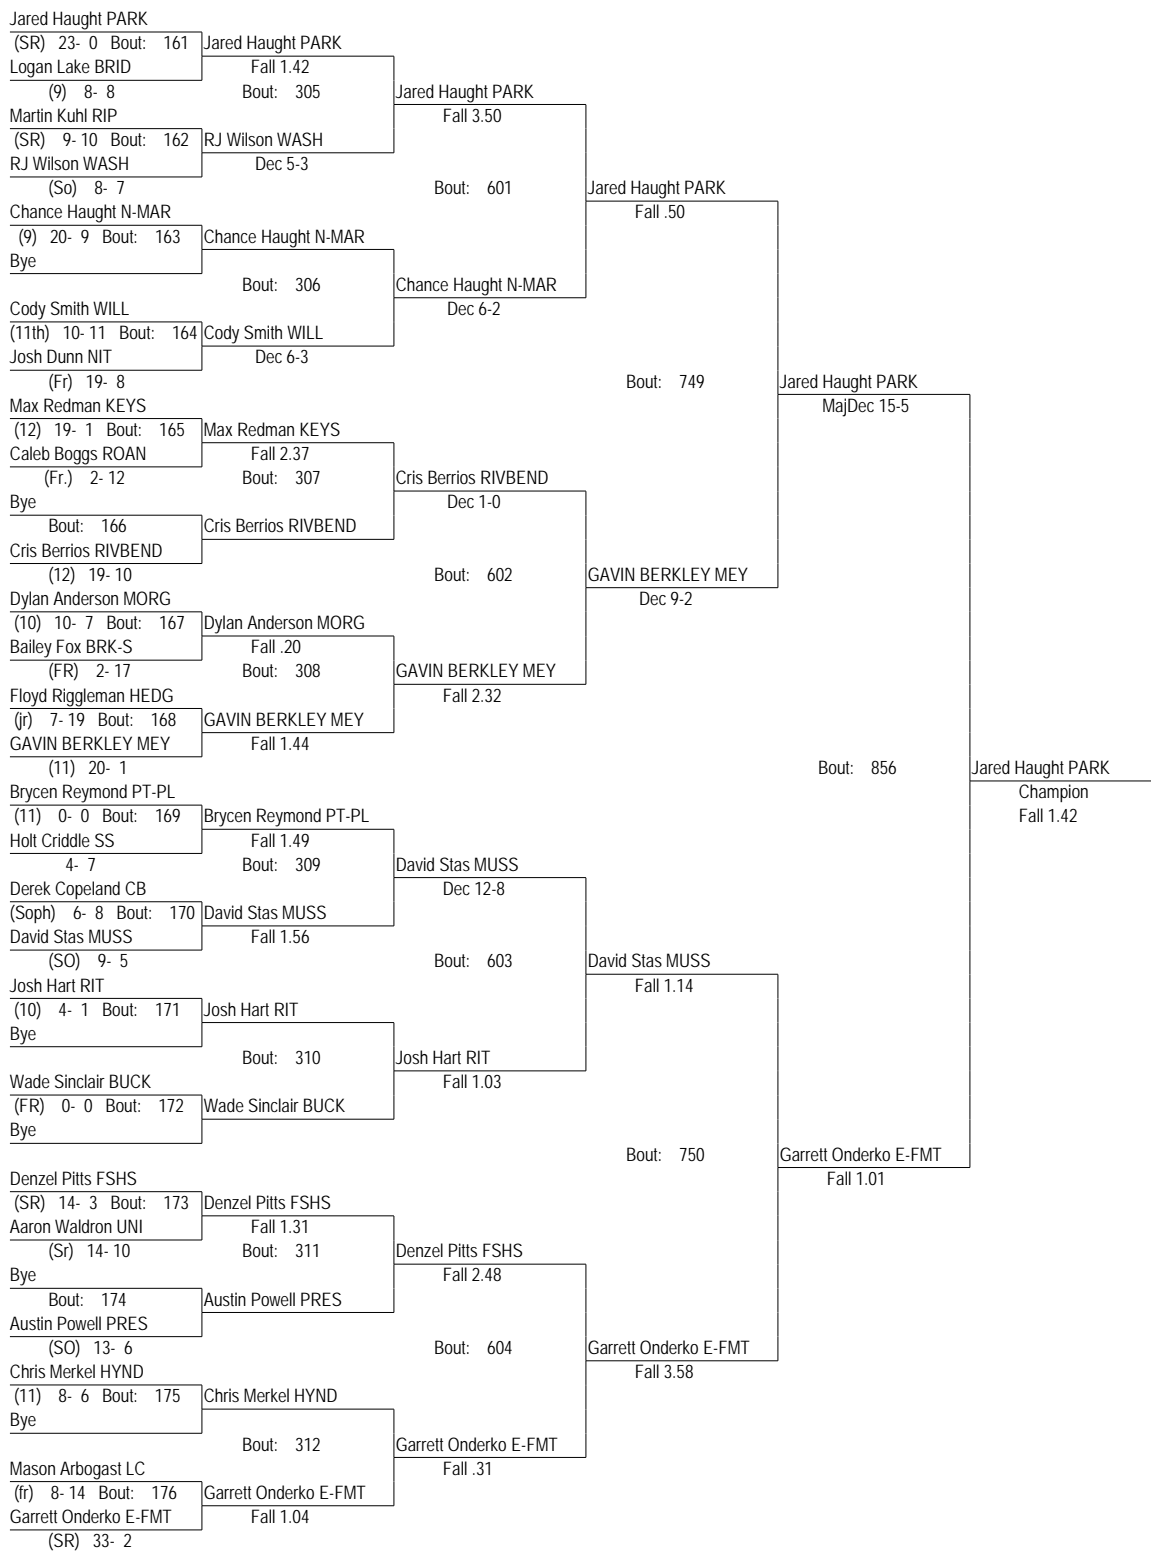 Jared Haught PARK
(SR) 23- 0 Bout: 161 Jared Haught PARK
Logan Lake BRID Fall 1.42
(9) 8- 8 Bout: 305 Jared Haught PARK
Martin Kuhl RIP Fall 3.50
(SR) 9- 10 Bout: 162 RJ Wilson WASH
RJ Wilson WASH Dec 5-3
(So) 8- 7 Bout: 601 Jared Haught PARK
Chance Haught N-MAR Fall .50
(9) 20- 9 Bout: 163 Chance Haught N-MAR
Bye
Bout: 306 Chance Haught N-MAR
Cody Smith WILL Dec 6-2
(11th) 10- 11 Bout: 164 Cody Smith WILL
Josh Dunn NIT Dec 6-3
(Fr) 19- 8 Bout: 749 Jared Haught PARK
Max Redman KEYS MajDec 15-5
(12) 19- 1 Bout: 165 Max Redman KEYS
Caleb Boggs ROAN Fall 2.37
(Fr.) 2- 12 Bout: 307 Cris Berrios RIVBEND
Bye Dec 1-0
Bout: 166 Cris Berrios RIVBEND
Cris Berrios RIVBEND
(12) 19- 10 Bout: 602 GAVIN BERKLEY MEY
Dylan Anderson MORG Dec 9-2
(10) 10- 7 Bout: 167 Dylan Anderson MORG
Bailey Fox BRK-S Fall .20
(FR) 2- 17 Bout: 308 GAVIN BERKLEY MEY
Floyd Riggleman HEDG Fall 2.32
(jr) 7- 19 Bout: 168 GAVIN BERKLEY MEY
GAVIN BERKLEY MEY Fall 1.44
(11) 20- 1 Bout: 856 Jared Haught PARK
Brycen Reymond PT-PL Champion
(11) 0- 0 Bout: 169 Brycen Reymond PT-PL Fall 1.42
Holt Criddle SS Fall 1.49
4- 7 Bout: 309 David Stas MUSS
Derek Copeland CB Dec 12-8
(Soph) 6- 8 Bout: 170 David Stas MUSS
David Stas MUSS Fall 1.56
(SO) 9- 5 Bout: 603 David Stas MUSS
Josh Hart RIT Fall 1.14
(10) 4- 1 Bout: 171 Josh Hart RIT
Bye
Bout: 310 Josh Hart RIT
Wade Sinclair BUCK Fall 1.03
(FR) 0- 0 Bout: 172 Wade Sinclair BUCK
Bye
Bout: 750 Garrett Onderko E-FMT
Denzel Pitts FSHS Fall 1.01
(SR) 14- 3 Bout: 173 Denzel Pitts FSHS
Aaron Waldron UNI Fall 1.31
(Sr) 14- 10 Bout: 311 Denzel Pitts FSHS
Bye Fall 2.48
Bout: 174 Austin Powell PRES
Austin Powell PRES
(SO) 13- 6 Bout: 604 Garrett Onderko E-FMT
Chris Merkel HYND Fall 3.58
(11) 8- 6 Bout: 175 Chris Merkel HYND
Bye
Bout: 312 Garrett Onderko E-FMT
Mason Arbogast LC Fall .31
(fr) 8- 14 Bout: 176 Garrett Onderko E-FMT
Garrett Onderko E-FMT Fall 1.04
(SR) 33- 2